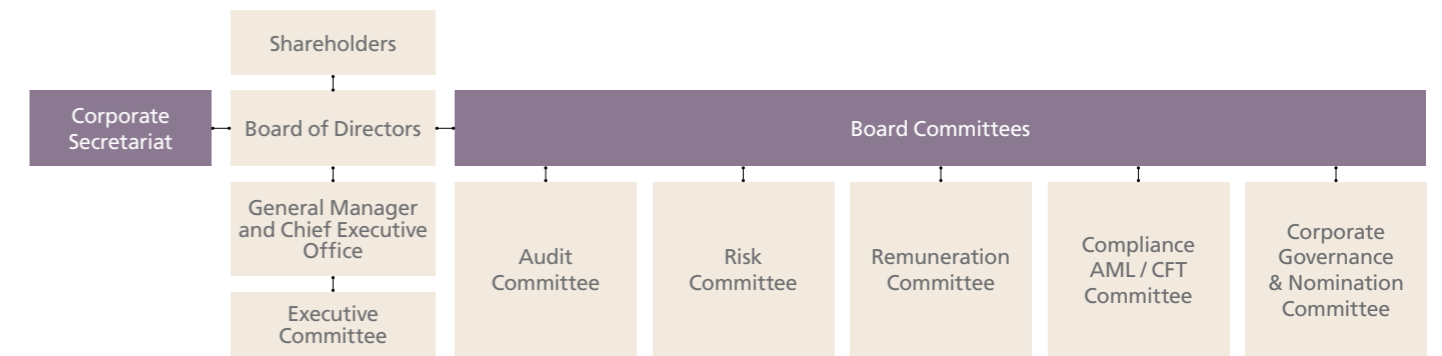 Shareholders
Corporate
Secretariat
Board of Directors
Board Committees
General Manager
and Chief Executive
Office
Executive
Committee
Audit
Committee
Risk
Committee
Remuneration
Committee
Compliance
AML / CFT
Committee
Corporate
Governance
& Nomination
Committee